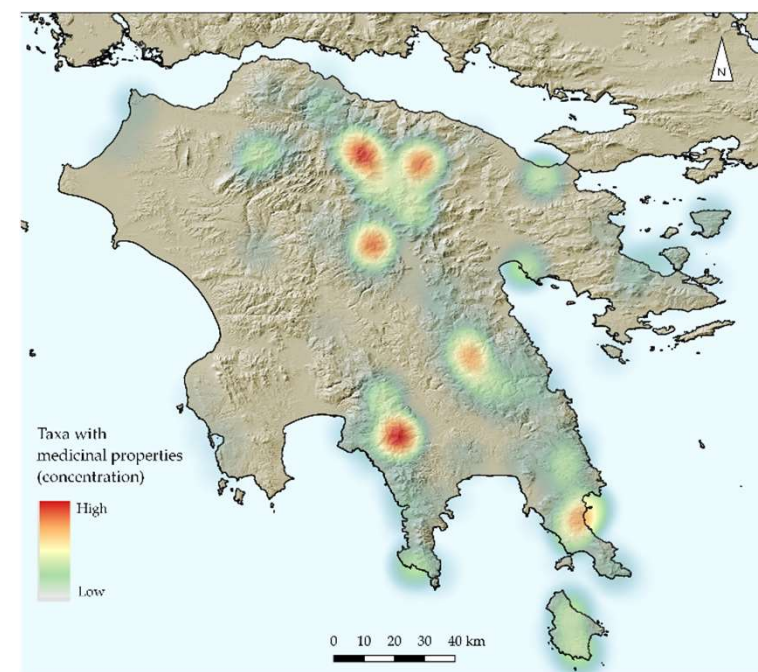 N
Taxa with
medicinal properties
(concentration)
High
Low
0 10 20 30 40 km